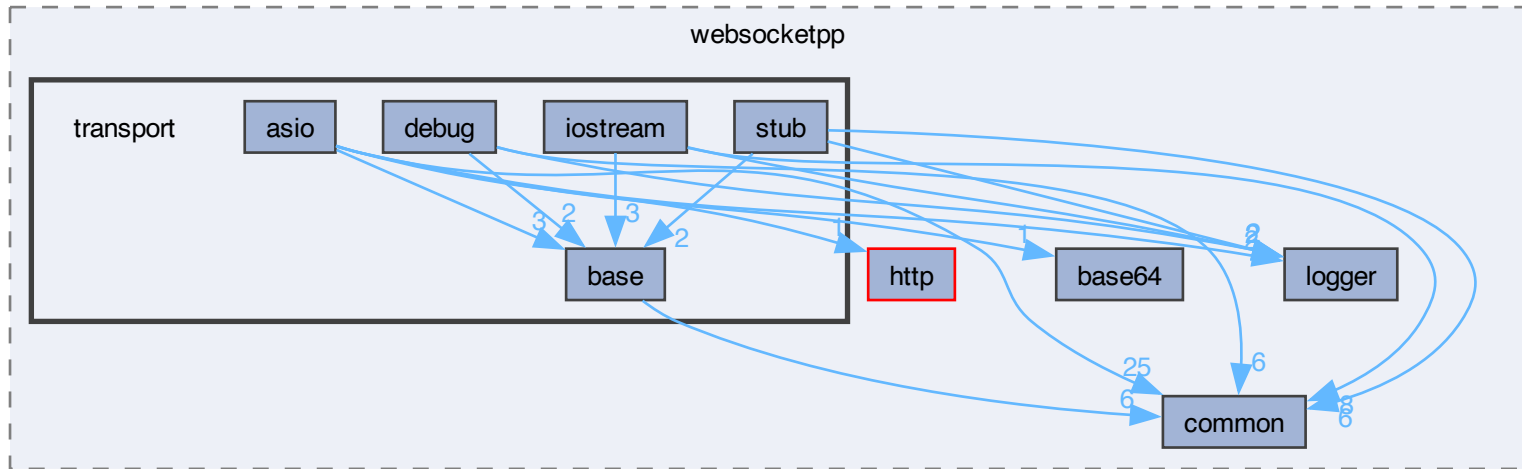 websocketpp
transport
asio
debug
iostream
stub
3
2
3
2
1
1
2
base
http
base64
logger
25
6
6
6
common